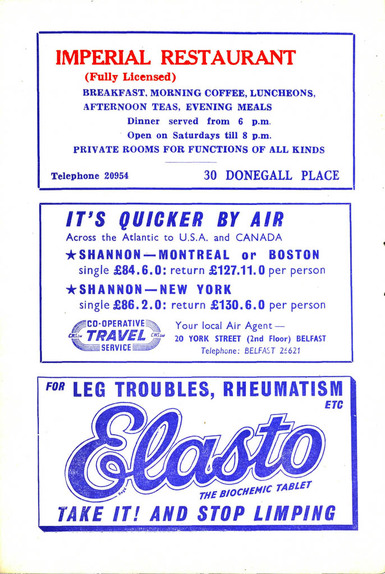 IMPERIAL RESTAURANT
(Fully Licensed)
BREAKFAST, MORNING COFFEE, LUNCHEONS,
AFTERNOON TEAS, EVENING MEALS
Dinner served from 6 p.m.
Open on Saturdays till 8 p.m.
PRIVATE ROOMS FOR FUNCTIONS OF ALL KINDS
Telephone 20954 30 DONEGALL PLACE
IT'S QUICKER BY AIR
Across the Atlantic to U.S.A. and CANADA
★SHANNON—MONTREAL or BOSTON
single £84.6.0: return £127.11.0 per person
★SHANNON—NEW YORK
single £86.2.0: return £130.6.0 per person
CO-OPERATIVE
TRAVEL
SERVICE
Your local Air Agent—
20 YORK STREET (2nd Floor) BELFAST
Telephone: BELFAST 25621
FOR LEG TROUBLES, RHEUMATISM
ETC
Elasto
THE BIOCHEMIC TABLET
TAKE IT! AND STOP LIMPING